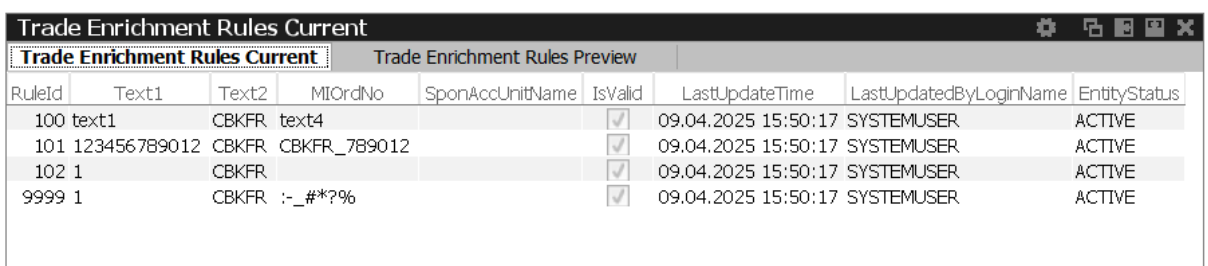 Trade Enrichment Rules Current
Trade Enrichment Rules Current Trade Enrichment Rules Preview
RuleId Text1 Text2 MIOrdNo SponAccUnitName IsValid LastUpdateTime LastUpdatedByLoginName EntityStatus
100 text1 CBKFR text4 09.04.2025 15:50:17 SYSTEMUSER ACTIVE
101 123456789012 CBKFR CBKFR_789012 09.04.2025 15:50:17 SYSTEMUSER ACTIVE
102 1 CBKFR 09.04.2025 15:50:17 SYSTEMUSER ACTIVE
9999 1 CBKFR :-_#*?% 09.04.2025 15:50:17 SYSTEMUSER ACTIVE